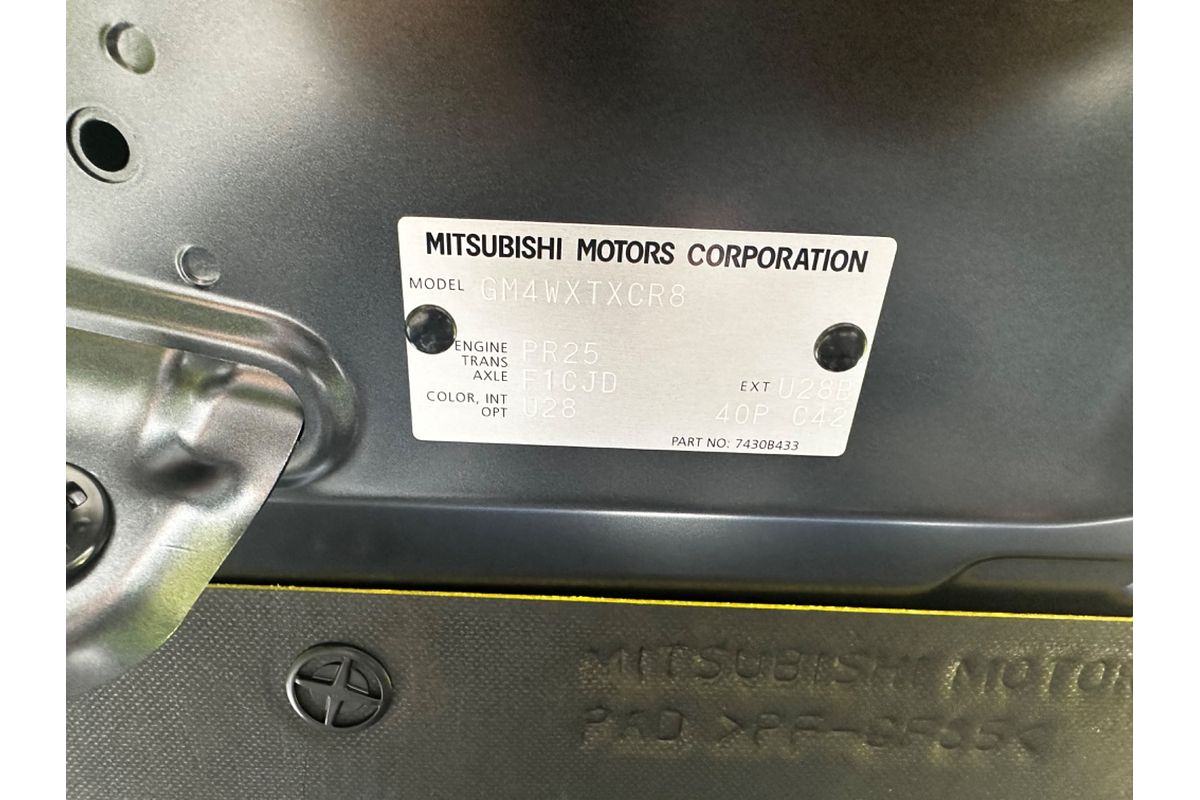 MITSUBISHI MOTORS CORPORATION
MODEL GM4WXTXCR8
ENGINE PR25
TRANS
AXLE F1CJD EXT U28B
COLOR, INT U28
OPT 40P C42
PART NO: 7430B433
MITSUBISHI MOTOR
PAD